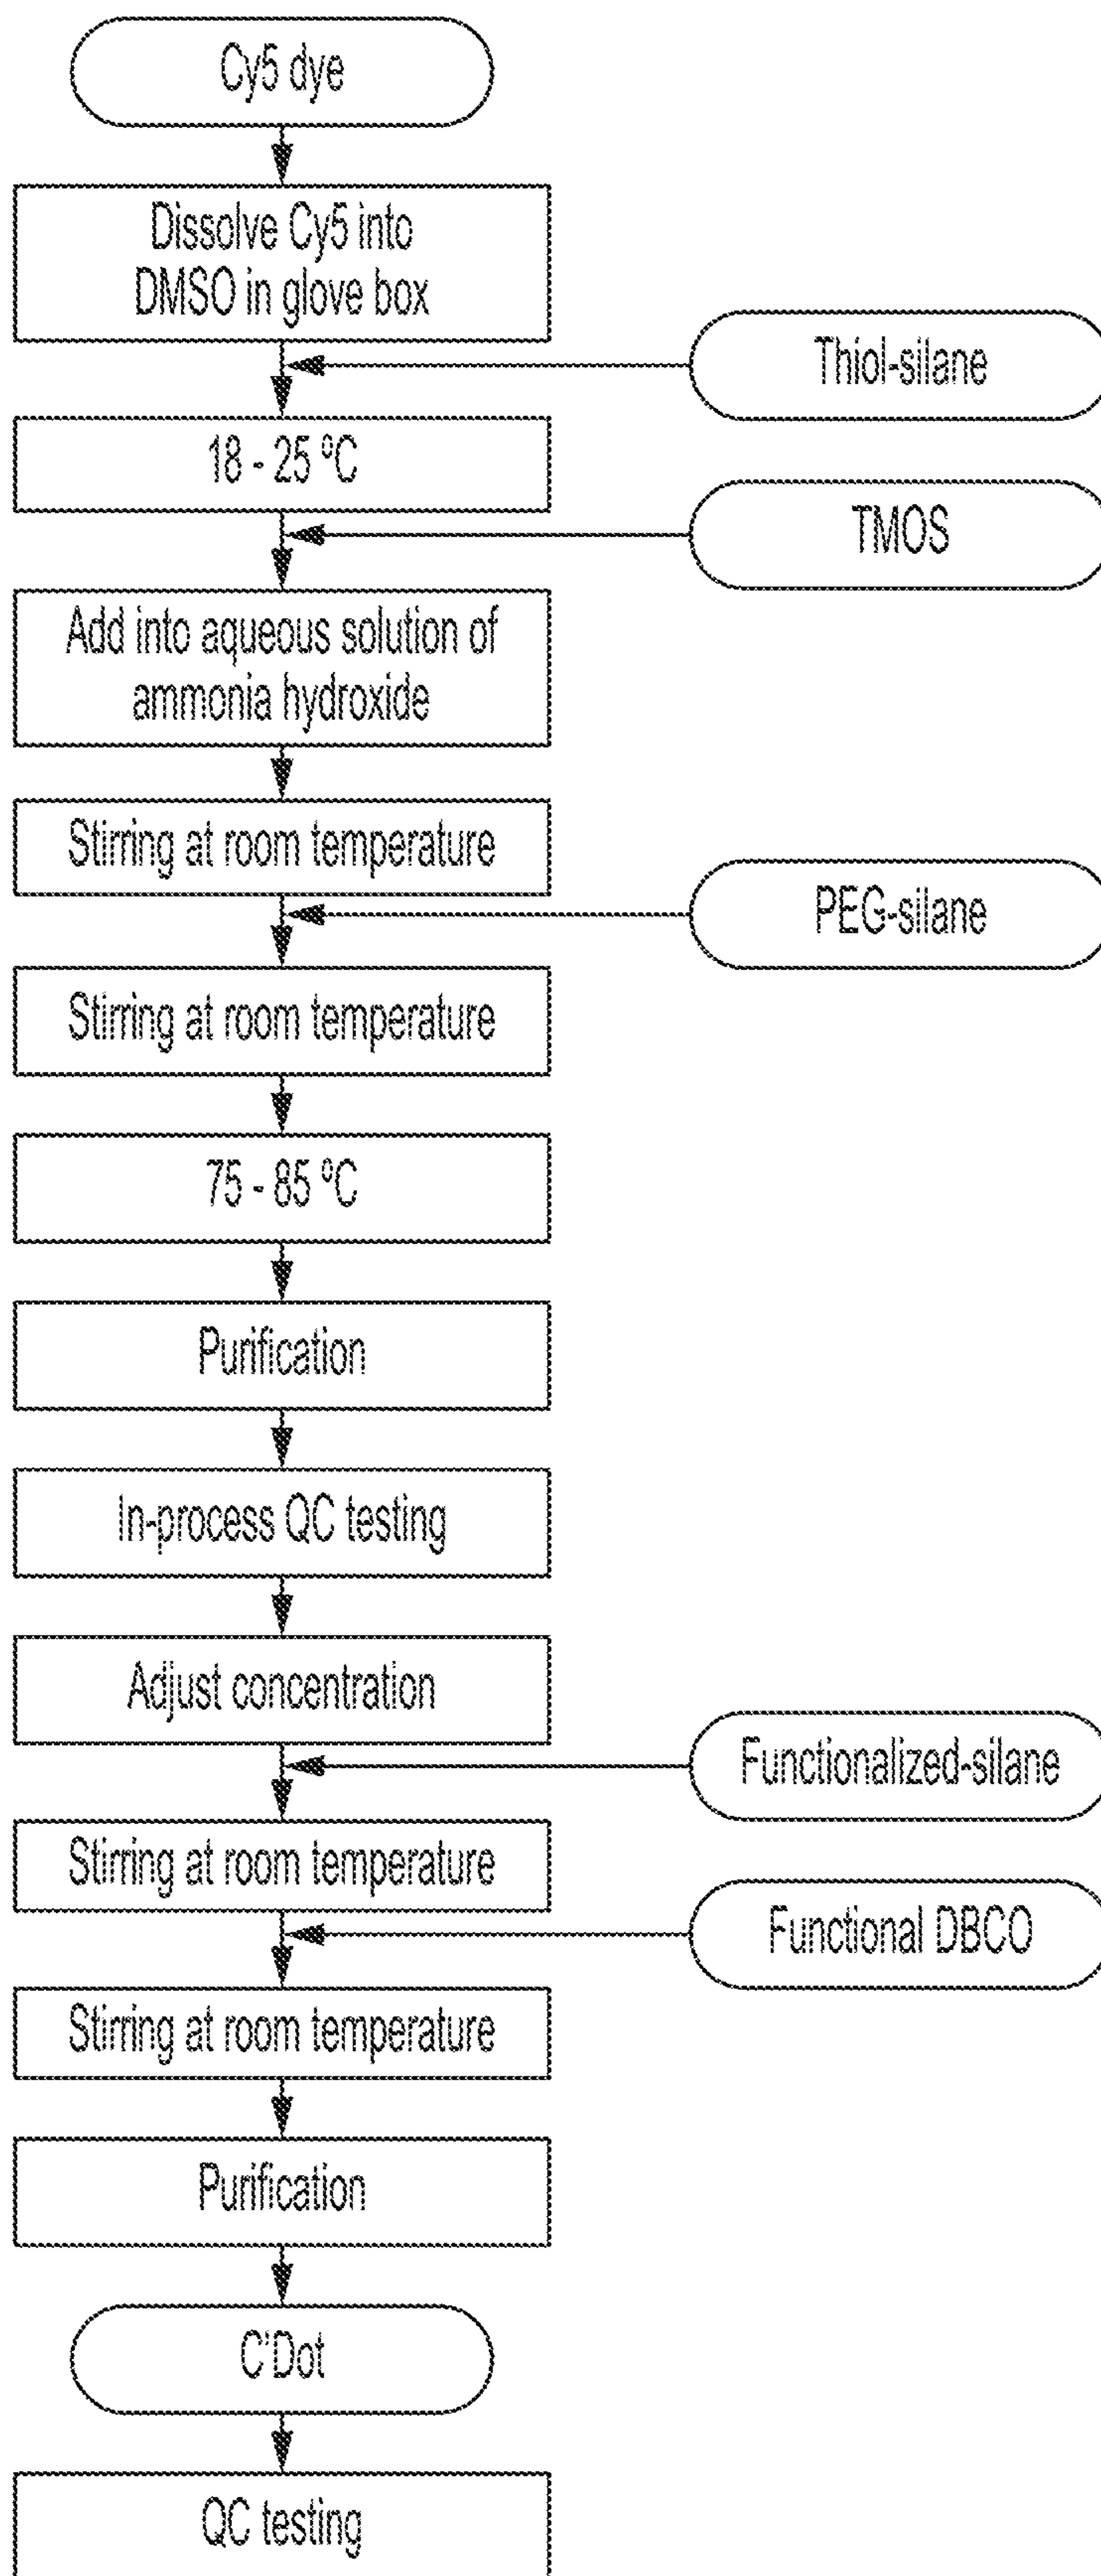 Cy5 dye
Dissolve Cy5 into
DMSO in glove box
Thiol-silane
18 - 25 ºC
TMOS
Add into aqueous solution of
ammonia hydroxide
Stirring at room temperature
PEG-silane
Stirring at room temperature
75 - 85 ºC
Purification
In-process QC testing
Adjust concentration
Functionalized-silane
Stirring at room temperature
Functional DBCO
Stirring at room temperature
Purification
C'Dot
QC testing